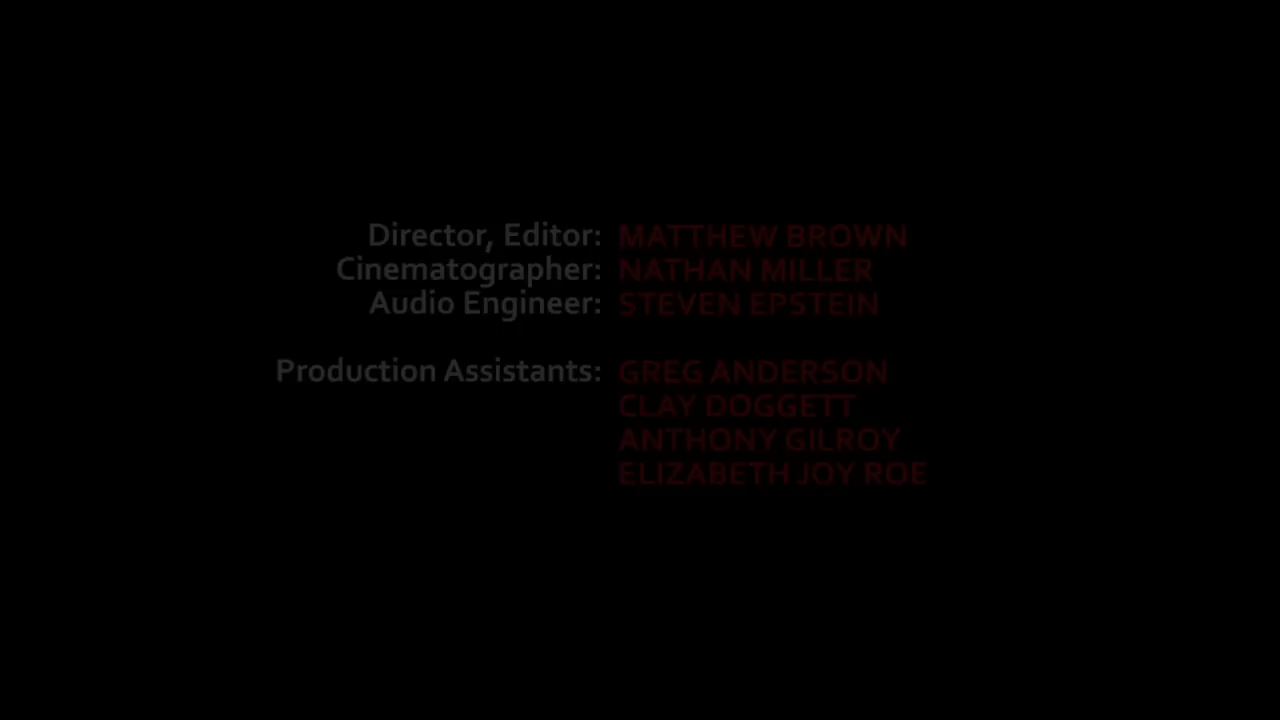 Director, Editor: MATTHEW BROWN
Cinematographer: NATHAN MILLER
Audio Engineer: STEVEN EPSTEIN
Production Assistants: GREG ANDERSON
CLAY DOGGETT
ANTHONY GILROY
ELIZABETH JOY ROE